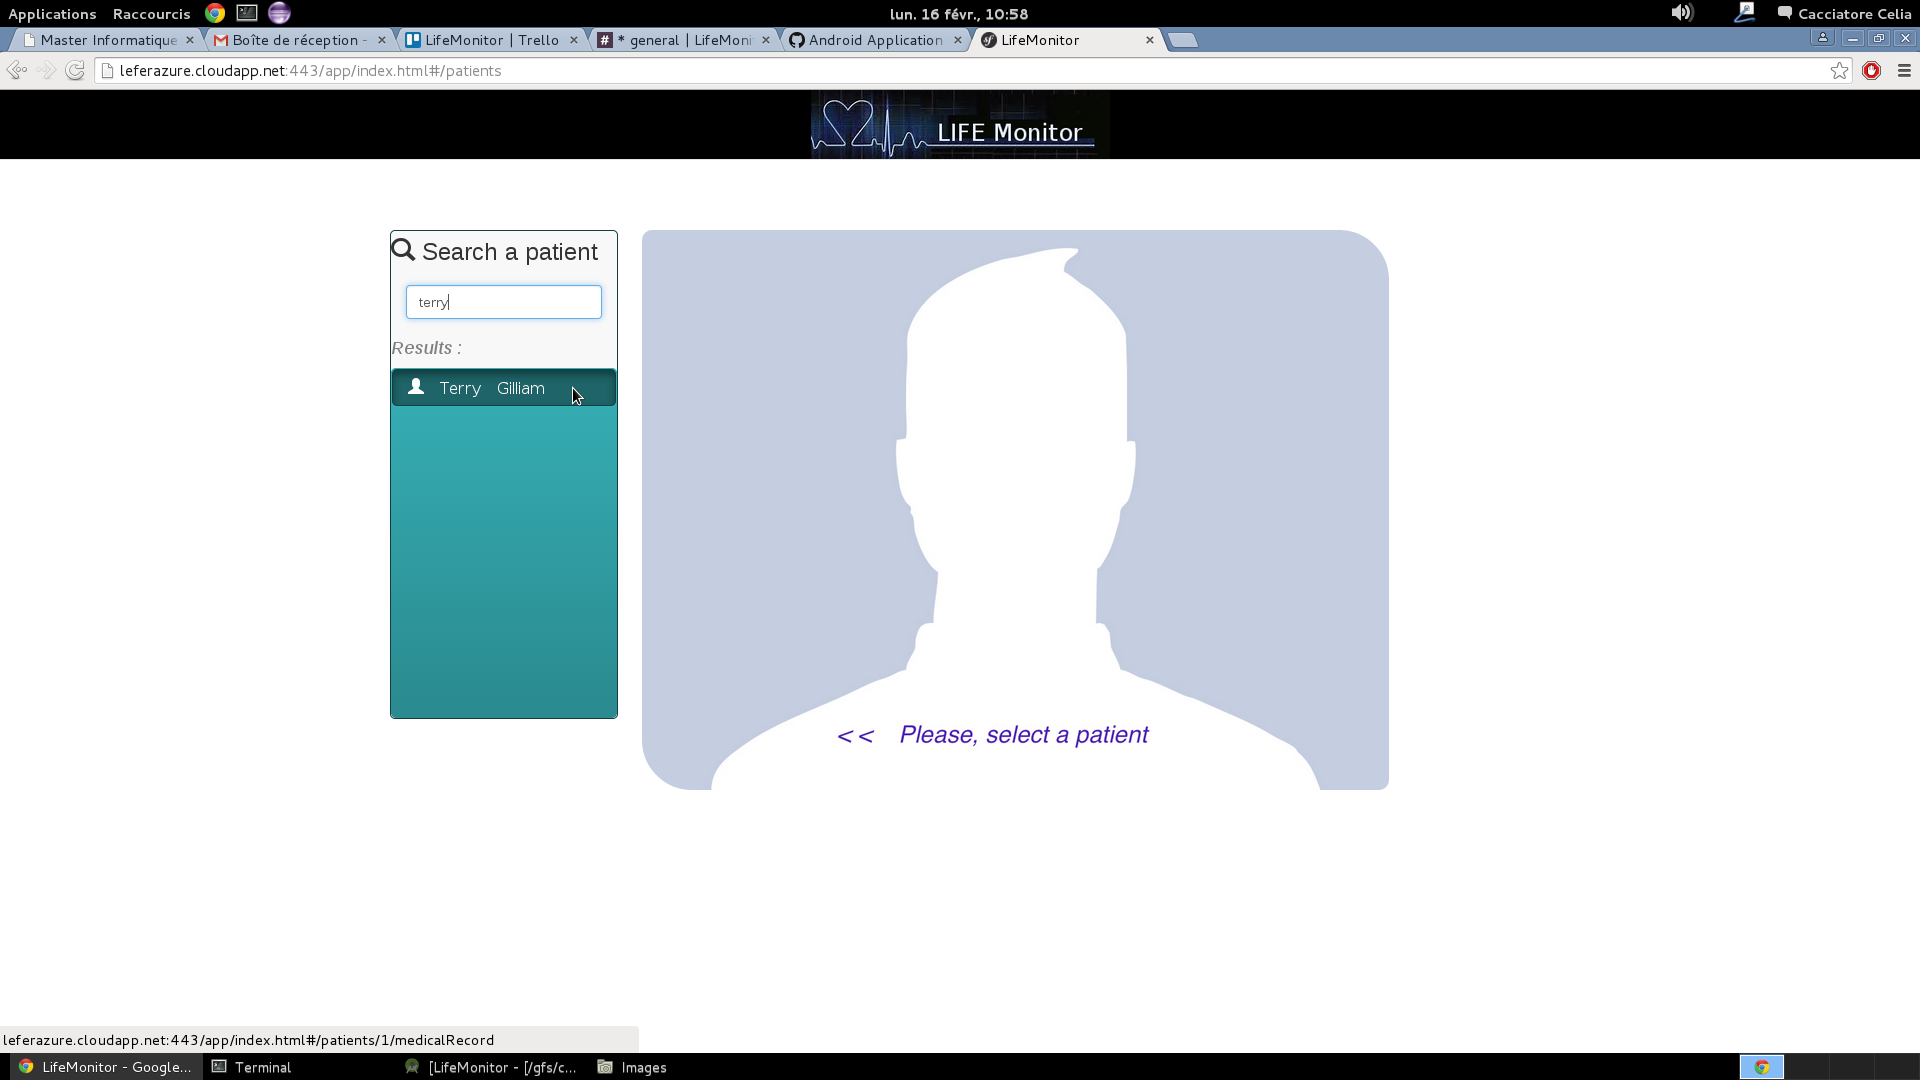 Applications Raccourcis lun. 16 févr., 10:58 Cacciatore Celia
Master Informatique Boîte de réception - LifeMonitor | Trello * general | LifeMoni Android Application LifeMonitor
leferazure.cloudapp.net:443/app/index.html#/patients
LIFE Monitor
Search a patient
terry
Results :
Terry Gilliam
<< Please, select a patient
leferazure.cloudapp.net:443/app/index.html#/patients/1/medicalRecord
LifeMonitor - Google... Terminal [LifeMonitor - [/gfs/c... Images